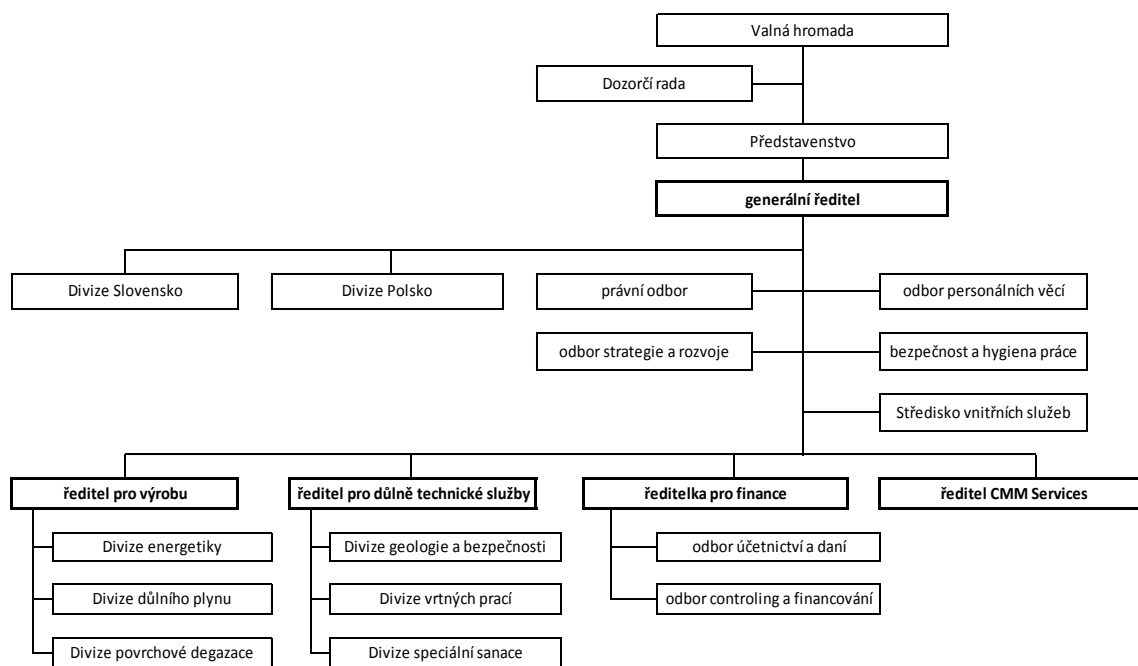 Valná hromada
Dozorčí rada
Představenstvo
generální ředitel
Divize Slovensko
Divize Polsko
právní odbor
odbor personálních věcí
odbor strategie a rozvoje
bezpečnost a hygiena práce
Středisko vnitřních služeb
ředitel pro výrobu
ředitel pro důlně technické služby
ředitelka pro finance
ředitel CMM Services
Divize energetiky
Divize geologie a bezpečnosti
odbor účetnictví a daní
Divize důlního plynu
Divize vrtných prací
odbor controling a financování
Divize povrchové degazace
Divize speciální sanace